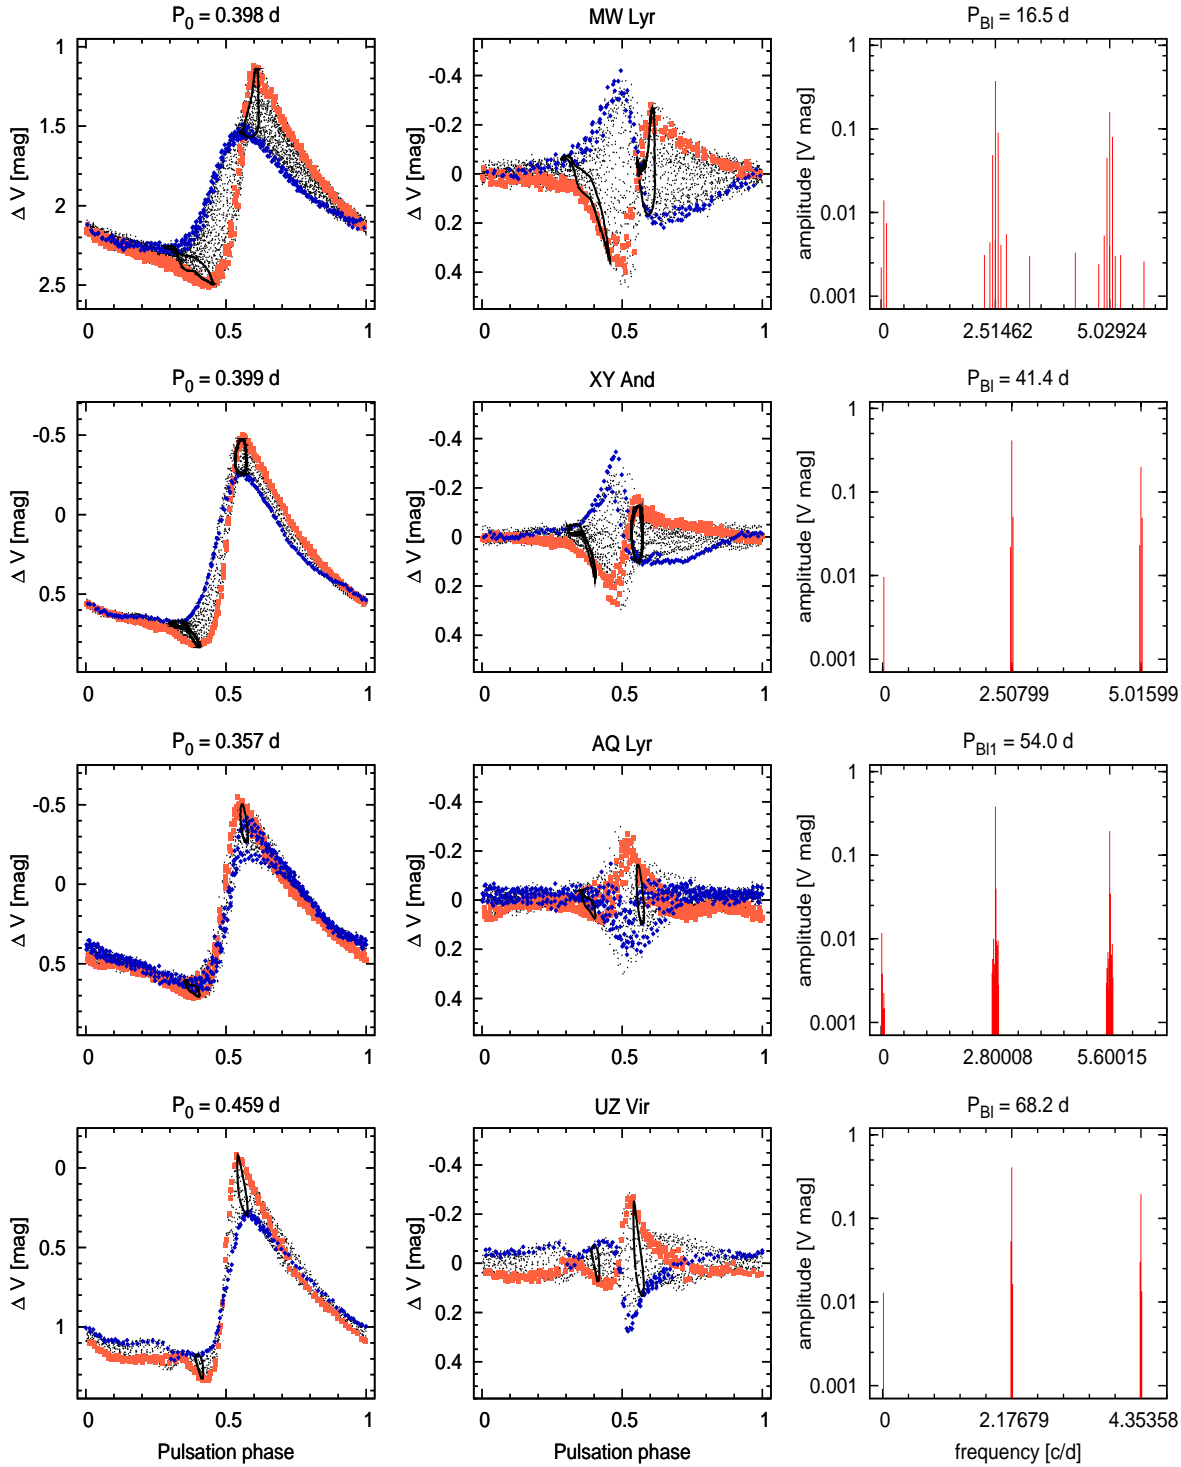 P0 = 0.398 d
MW Lyr
PBl = 16.5 d
Δ V [mag]
1
1.5
2
2.5
0 0.5 1
Δ V [mag]
-0.4
-0.2
0
0.2
0.4
0 0.5 1
amplitude [V mag]
1
0.1
0.01
0.001
0 2.51462 5.02924
P0 = 0.399 d
XY And
PBl = 41.4 d
Δ V [mag]
-0.5
0
0.5
0 0.5 1
Δ V [mag]
-0.4
-0.2
0
0.2
0.4
0 0.5 1
amplitude [V mag]
1
0.1
0.01
0.001
0 2.50799 5.01599
P0 = 0.357 d
AQ Lyr
PBl1 = 54.0 d
Δ V [mag]
-0.5
0
0.5
0 0.5 1
Δ V [mag]
-0.4
-0.2
0
0.2
0.4
0 0.5 1
amplitude [V mag]
1
0.1
0.01
0.001
0 2.80008 5.60015
P0 = 0.459 d
UZ Vir
PBl = 68.2 d
Δ V [mag]
0
1
0 0.5 1
Pulsation phase
Δ V [mag]
-0.4
-0.2
0
0.2
0.4
0 0.5 1
Pulsation phase
amplitude [V mag]
1
0.1
0.01
0.001
0 2.17679 4.35358
frequency [c/d]